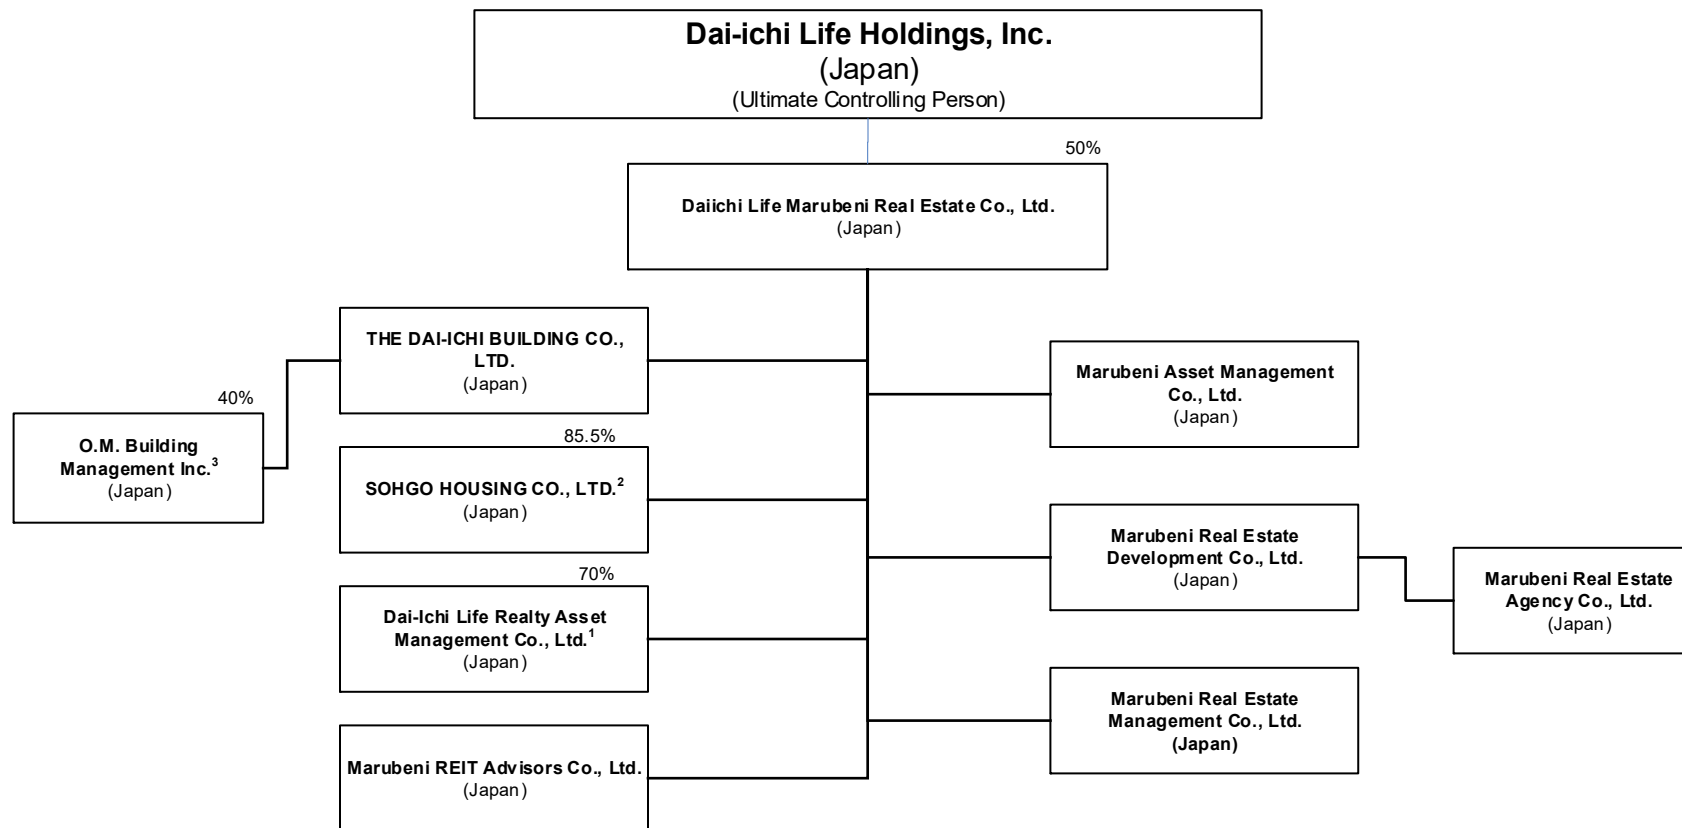 Dai-ichi Life Holdings, Inc.
(Japan)
(Ultimate Controlling Person)
50%
Daiichi Life Marubeni Real Estate Co., Ltd.
(Japan)
THE DAI-ICHI BUILDING CO.,
LTD.
(Japan)
40%
O.M. Building
Management Inc.³
(Japan)
85.5%
SOHGO HOUSING CO., LTD.²
(Japan)
70%
Dai-Ichi Life Realty Asset
Management Co., Ltd.¹
(Japan)
Marubeni REIT Advisors Co., Ltd.
(Japan)
Marubeni Asset Management
Co., Ltd.
(Japan)
Marubeni Real Estate
Development Co., Ltd.
(Japan)
Marubeni Real Estate
Agency Co., Ltd.
(Japan)
Marubeni Real Estate
Management Co., Ltd.
(Japan)